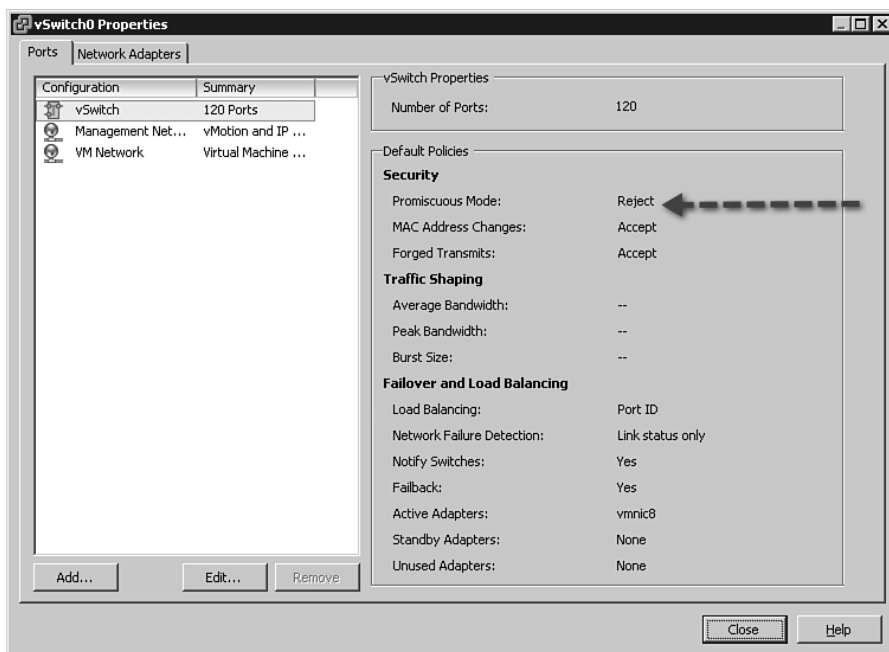 vSwitch0 Properties
Ports
Network Adapters
Configuration Summary
vSwitch 120 Ports
Management Net... vMotion and IP ...
VM Network Virtual Machine ...
Add...
Edit...
Remove
vSwitch Properties
Number of Ports: 120
Default Policies
Security
Promiscuous Mode: Reject
MAC Address Changes: Accept
Forged Transmits: Accept
Traffic Shaping
Average Bandwidth: --
Peak Bandwidth: --
Burst Size: --
Failover and Load Balancing
Load Balancing: Port ID
Network Failure Detection: Link status only
Notify Switches: Yes
Failback: Yes
Active Adapters: vmnic8
Standby Adapters: None
Unused Adapters: None
Close
Help